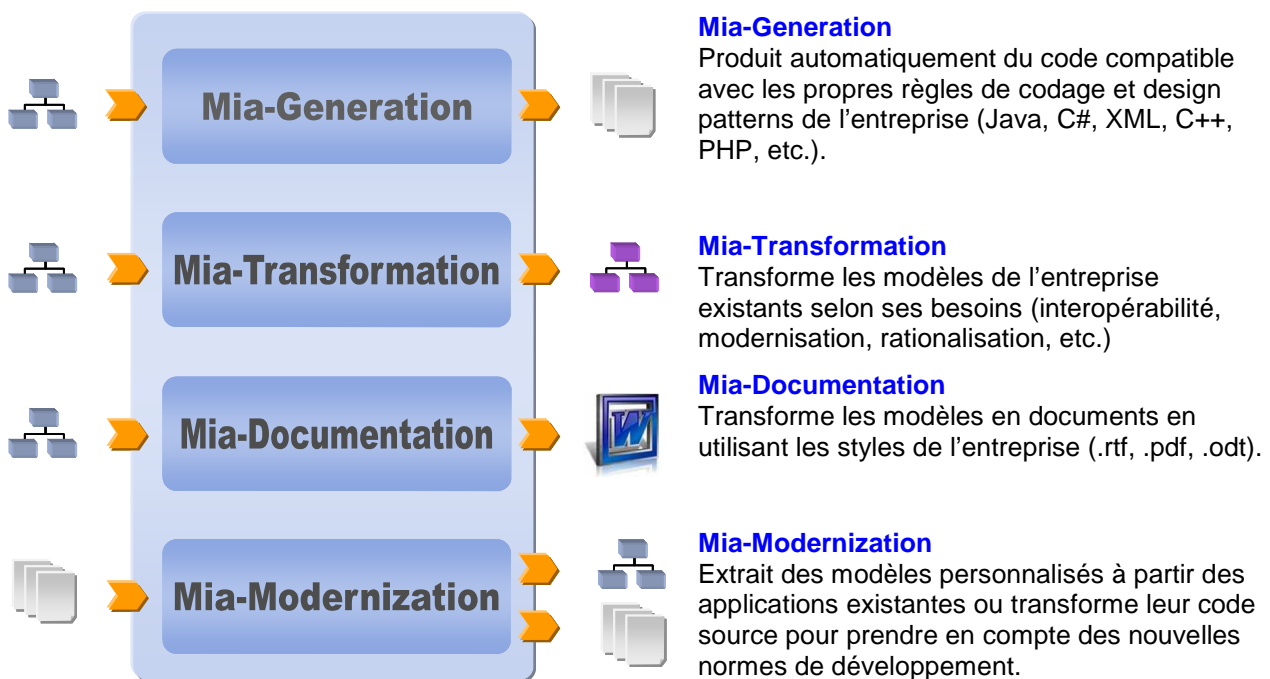 Mia-Generation
Mia-Generation
Produit automatiquement du code compatible
avec les propres règles de codage et design
patterns de l’entreprise (Java, C#, XML, C++,
PHP, etc.).
Mia-Transformation
Mia-Transformation
Transforme les modèles de l’entreprise
existants selon ses besoins (interopérabilité,
modernisation, rationalisation, etc.)
Mia-Documentation
Mia-Documentation
Transforme les modèles en documents en
utilisant les styles de l’entreprise (.rtf, .pdf, .odt).
Mia-Modernization
Mia-Modernization
Extrait des modèles personnalisés à partir des
applications existantes ou transforme leur code
source pour prendre en compte des nouvelles
normes de développement.